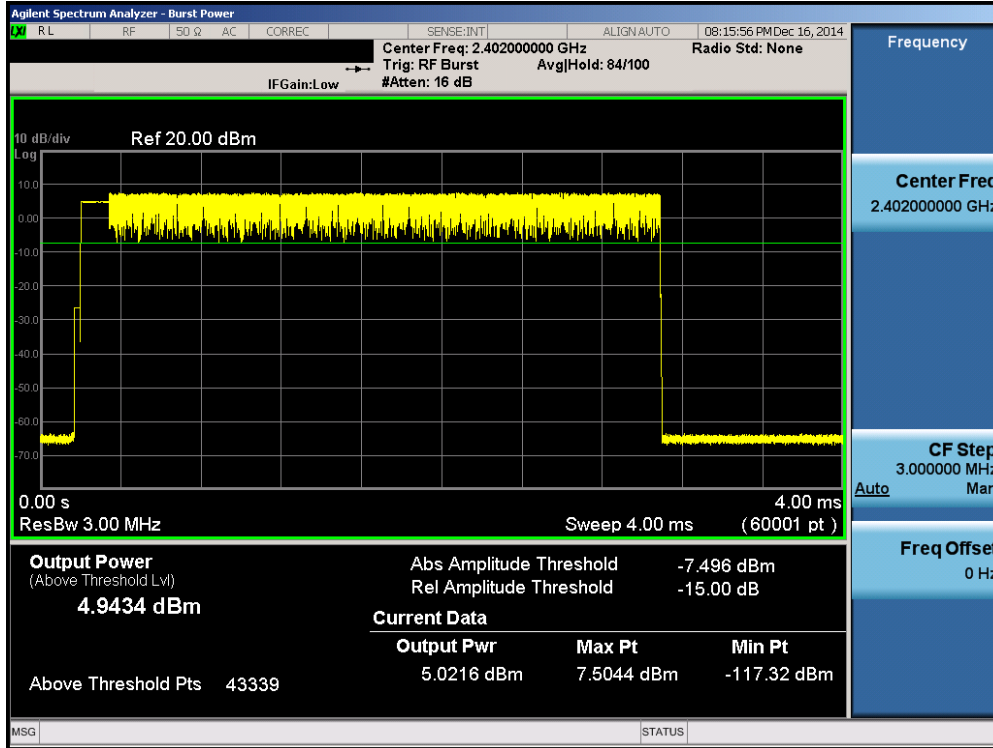 Agilent Spectrum Analyzer - Burst Power
LXI RL RF 50 Ω AC CORREC SENSE:INT ALIGN AUTO 08:15:56 PM Dec 16, 2014
Center Freq: 2.402000000 GHz Radio Std: None
Trig: RF Burst Avg|Hold: 84/100
IFGain:Low #Atten: 16 dB
10 dB/div Ref 20.00 dBm
Log
10.0
0.00
-10.0
-20.0
-30.0
-40.0
-50.0
-60.0
-70.0
0.00 s 4.00 ms
ResBw 3.00 MHz Sweep 4.00 ms (60001 pt)
Output Power
(Above Threshold Lvl)
4.9434 dBm
Above Threshold Pts 43339
Abs Amplitude Threshold -7.496 dBm
Rel Amplitude Threshold -15.00 dB
Current Data
Output Pwr Max Pt Min Pt
5.0216 dBm 7.5044 dBm -117.32 dBm
MSG STATUS
Frequency
Center Freq
2.402000000 GHz
CF Step
3.000000 MHz
Auto Man
Freq Offset
0 Hz